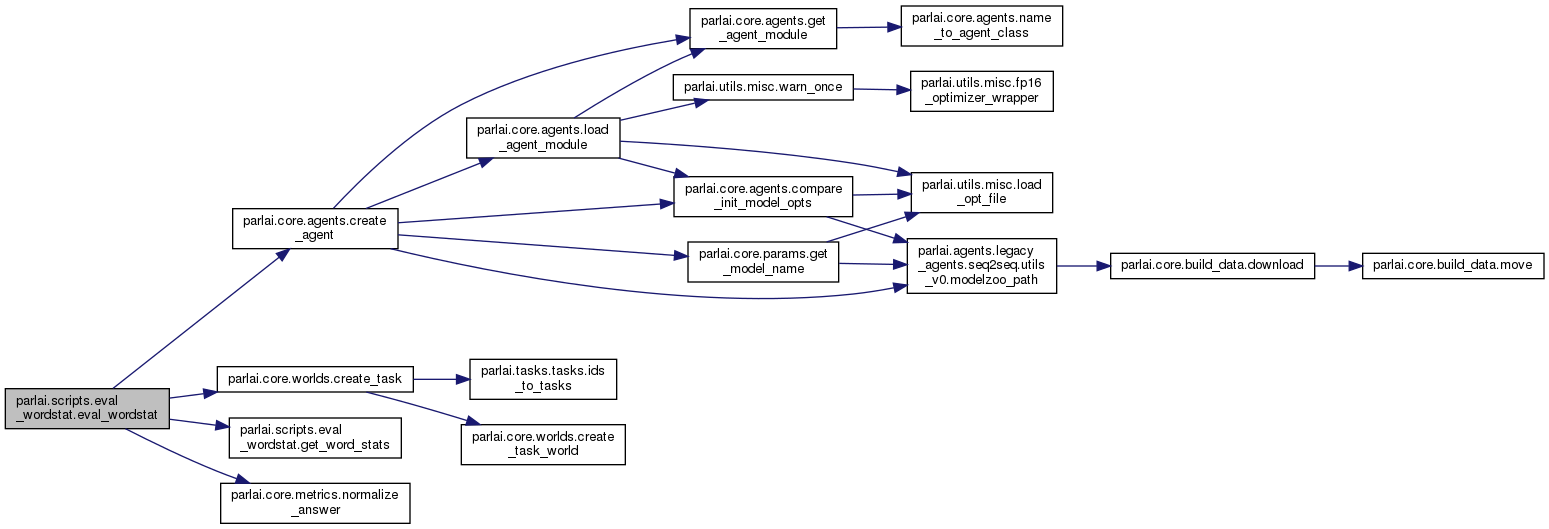 parlai.core.agents.get
_agent_module
parlai.core.agents.name
_to_agent_class
parlai.utils.misc.warn_once
parlai.utils.misc.fp16
_optimizer_wrapper
parlai.core.agents.load
_agent_module
parlai.core.agents.compare
_init_model_opts
parlai.utils.misc.load
_opt_file
parlai.core.agents.create
_agent
parlai.core.params.get
_model_name
parlai.agents.legacy
_agents.seq2seq.utils
_v0.modelzoo_path
parlai.core.build_data.download
parlai.core.build_data.move
parlai.scripts.eval
_wordstat.eval_wordstat
parlai.core.worlds.create_task
parlai.tasks.tasks.ids
_to_tasks
parlai.scripts.eval
_wordstat.get_word_stats
parlai.core.worlds.create
_task_world
parlai.core.metrics.normalize
_answer